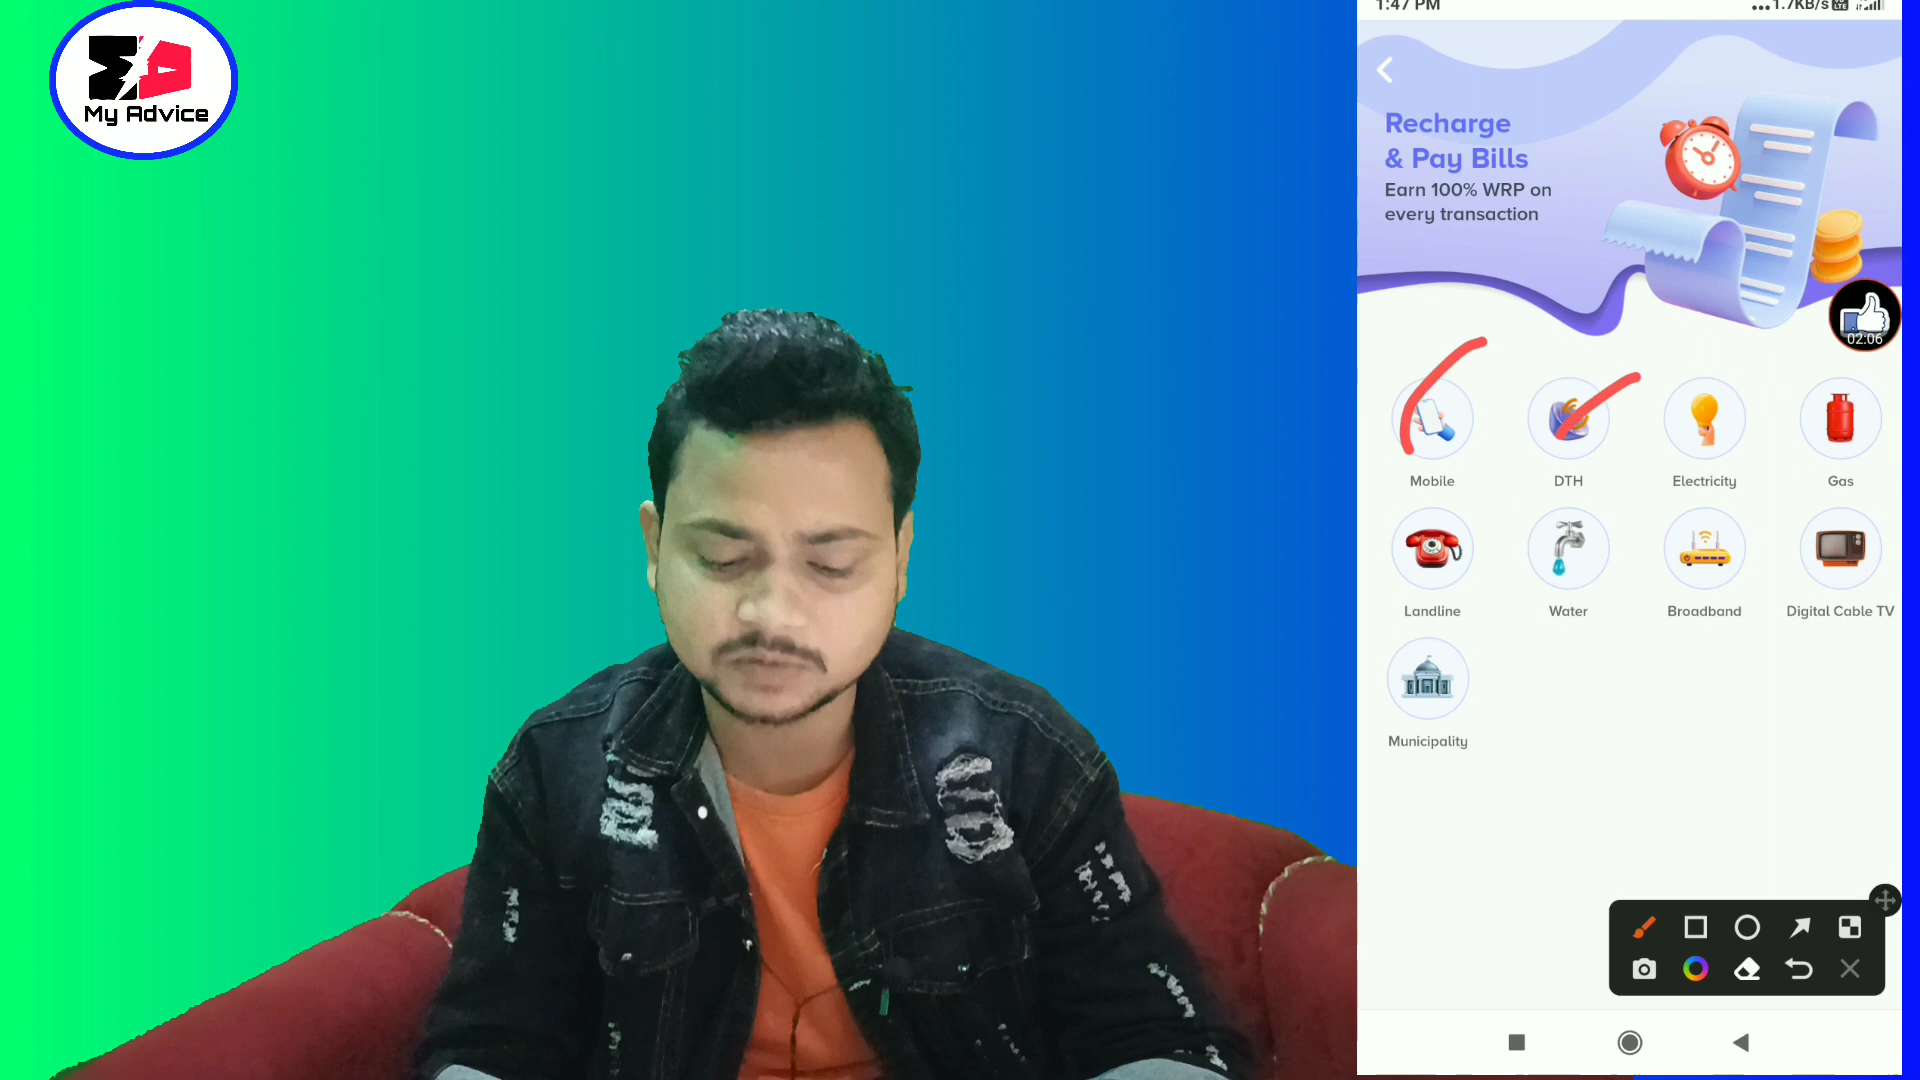 My Advice
1:47 PM
...1.7KB/s
Recharge
& Pay Bills
Earn 100% WRP on
every transaction
02:06
Mobile
DTH
Electricity
Gas
Landline
Water
Broadband
Digital Cable TV
Municipality